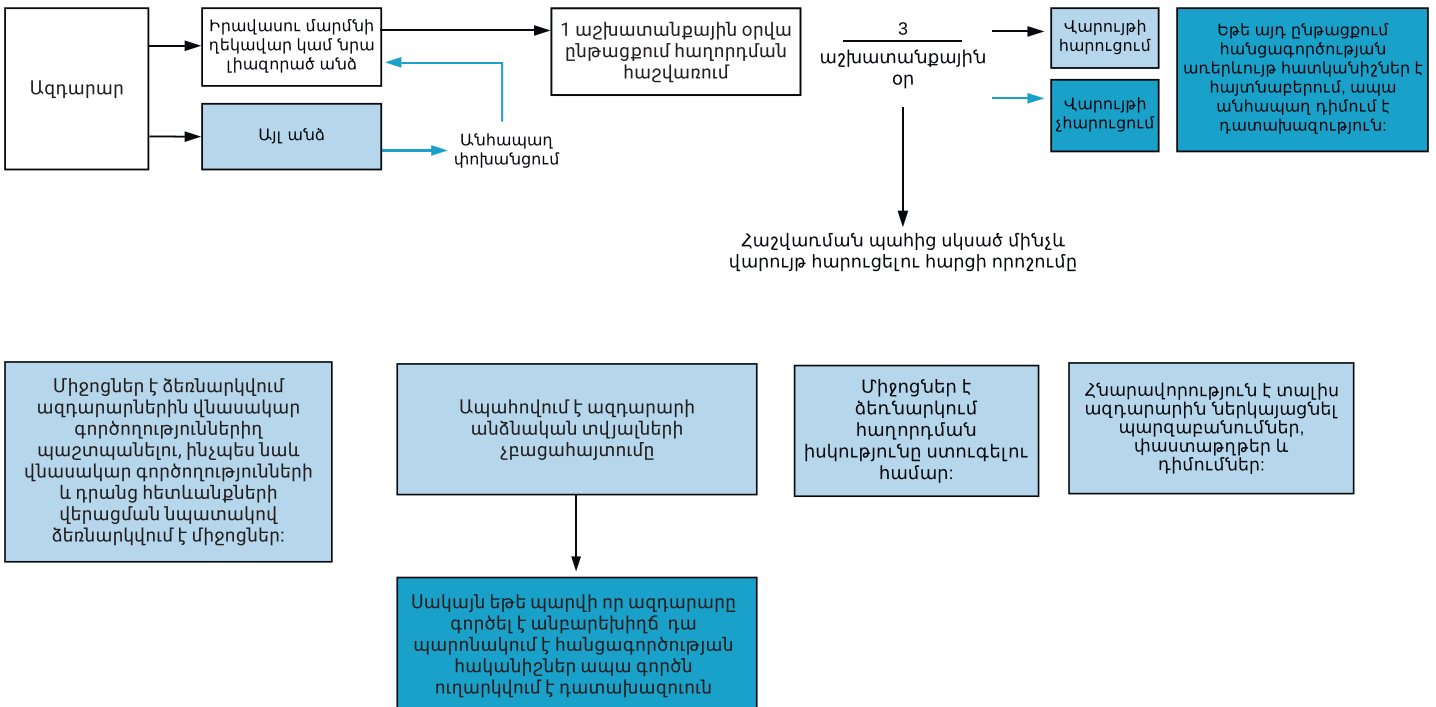 Ազդարար
Իրավասու մարմնի
ղեկավար կամ նրա
լիազորած անձ
Այլ անձ
Անհապաղ
փոխանցում
1 աշխատանքային օրվա
ընթացքում հաղորդման
հաշվառում
3
աշխատանքային
օր
Վարույթի
հարուցում
Վարույթի
չհարուցում
Եթե այդ ընթացքում
հանցագործության
առերևույթ հատկանիշներ է
հայտնաբերում, ապա
անհապաղ դիմում է
դատախազություն:
Հաշվառման պահից սկսած մինչև
վարույթ հարուցելու հարցի որոշումը
Միջոցներ է ձեռնարկվում
ազդարարներին վնասակար
գործողություններիղ
պաշտպանելու, ինչպես նաև
վնասակար գործողությունների
և դրանց հետևանքների
վերացման նպատակով
ձեռնարկվում է միջոցներ:
Ապահովում է ազդարարի
անձնական տվյալների
չբացահայտումը
Սակայն եթե պարվի որ ազդարարը
գործել է անբարեխիղճ դա
պարոնակում է հանցագործության
հականիշներ ապա գործն
ուղարկվում է դատախազուուն
Միջոցներ է
ձեռնարկում
հաղորդման
իսկությունը ստուգելու
համար:
Հնարավորություն է տալիս
ազդարարին ներկայացնել
պարզաբանումներ,
փաստաթղթեր և
դիմումներ: